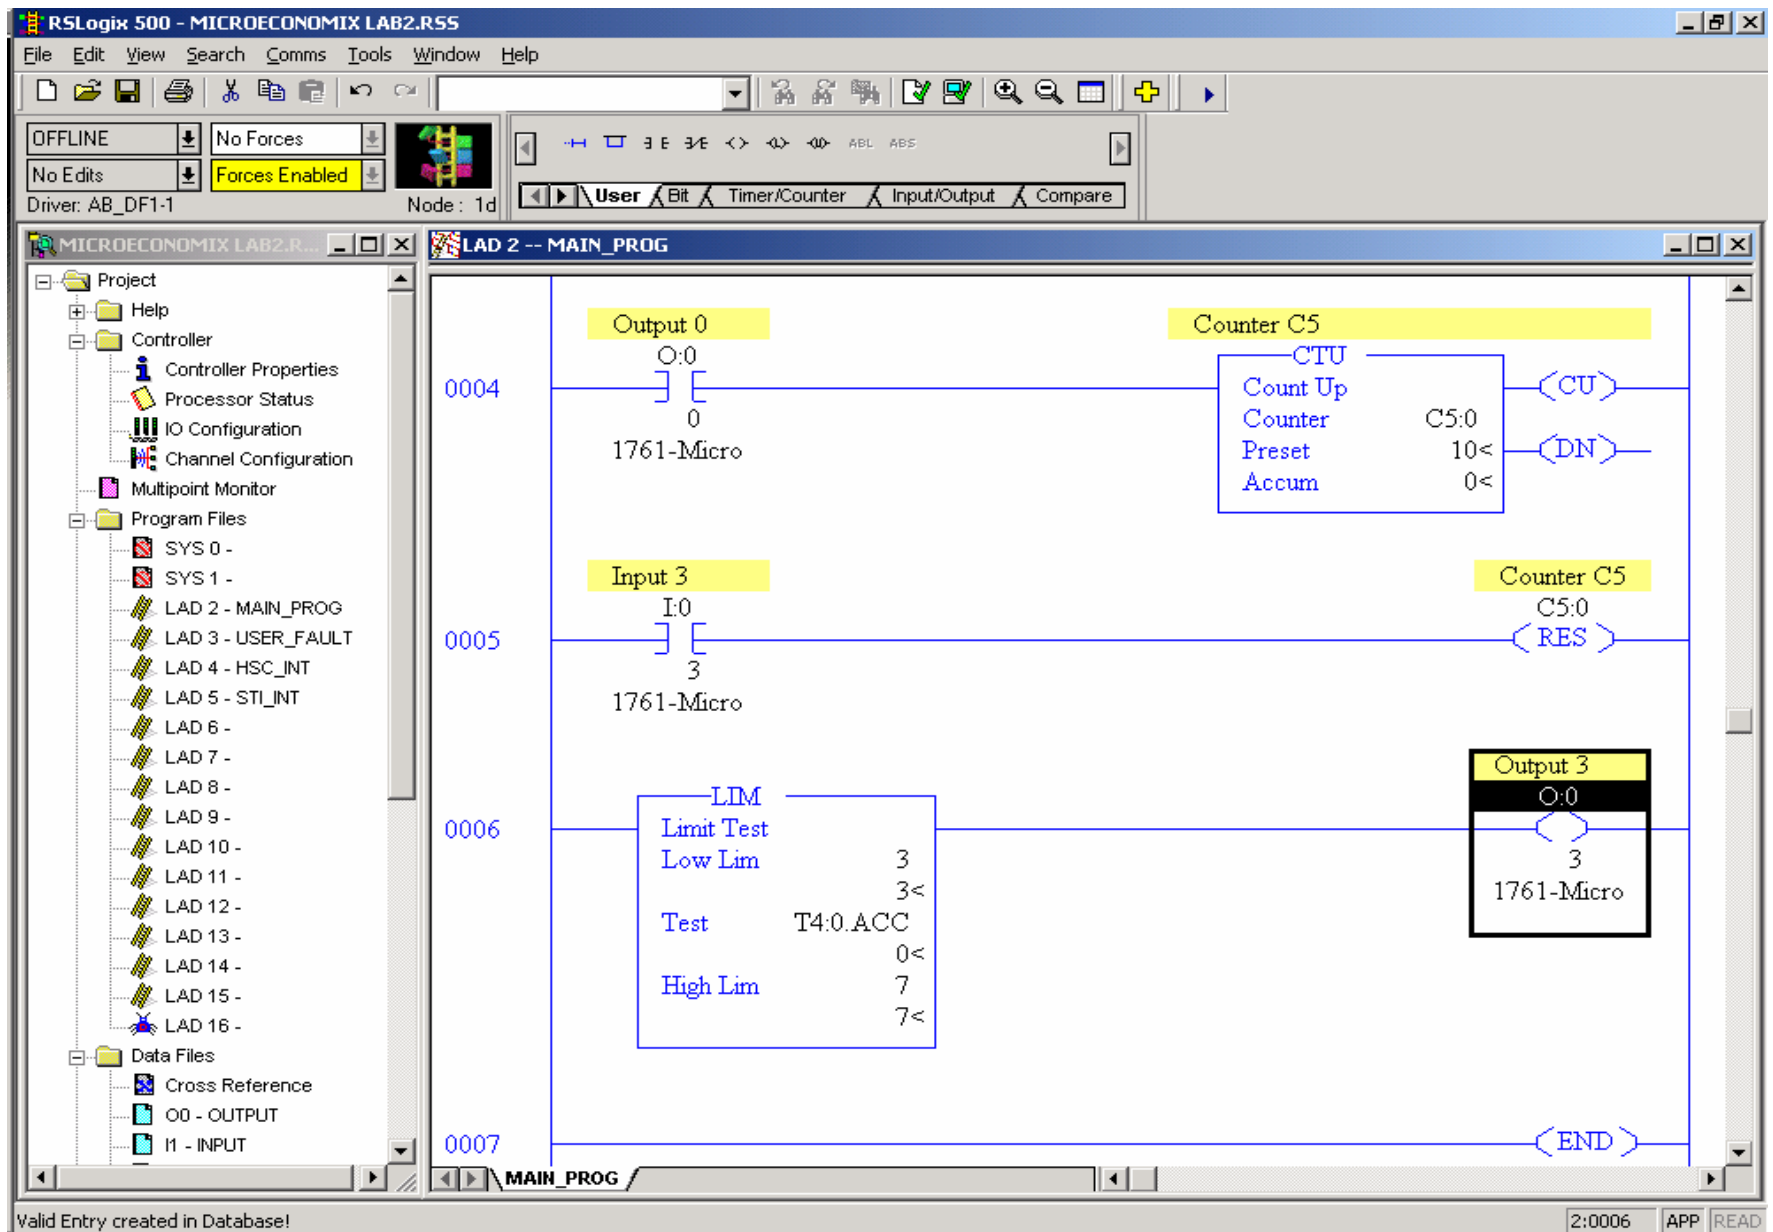 RSLogix 500 - MICROECONOMIX LAB2.RSS
File Edit View Search Comms Tools Window Help
OFFLINE No Forces
No Edits Forces Enabled
Driver: AB_DF1-1 Node : 1d
ABL ABS
User Bit Timer/Counter Input/Output Compare
MICROECONOMIX LAB2.R...
Project
Help
Controller
Controller Properties
Processor Status
IO Configuration
Channel Configuration
Multipoint Monitor
Program Files
SYS 0 -
SYS 1 -
LAD 2 - MAIN_PROG
LAD 3 - USER_FAULT
LAD 4 - HSC_INT
LAD 5 - STI_INT
LAD 6 -
LAD 7 -
LAD 8 -
LAD 9 -
LAD 10 -
LAD 11 -
LAD 12 -
LAD 13 -
LAD 14 -
LAD 15 -
LAD 16 -
Data Files
Cross Reference
O0 - OUTPUT
I1 - INPUT
LAD 2 -- MAIN_PROG
Output 0
O:0
0004
0
1761-Micro
Counter C5
CTU
Count Up
Counter C5:0
Preset 10<
Accum 0<
CU
DN
Input 3
I:0
0005
3
1761-Micro
Counter C5
C5:0
RES
0006
LIM
Limit Test
Low Lim 3
3<
Test T4:0.ACC
0<
High Lim 7
7<
Output 3
O:0
3
1761-Micro
0007
END
MAIN_PROG
Valid Entry created in Database!
2:0006 APP READ